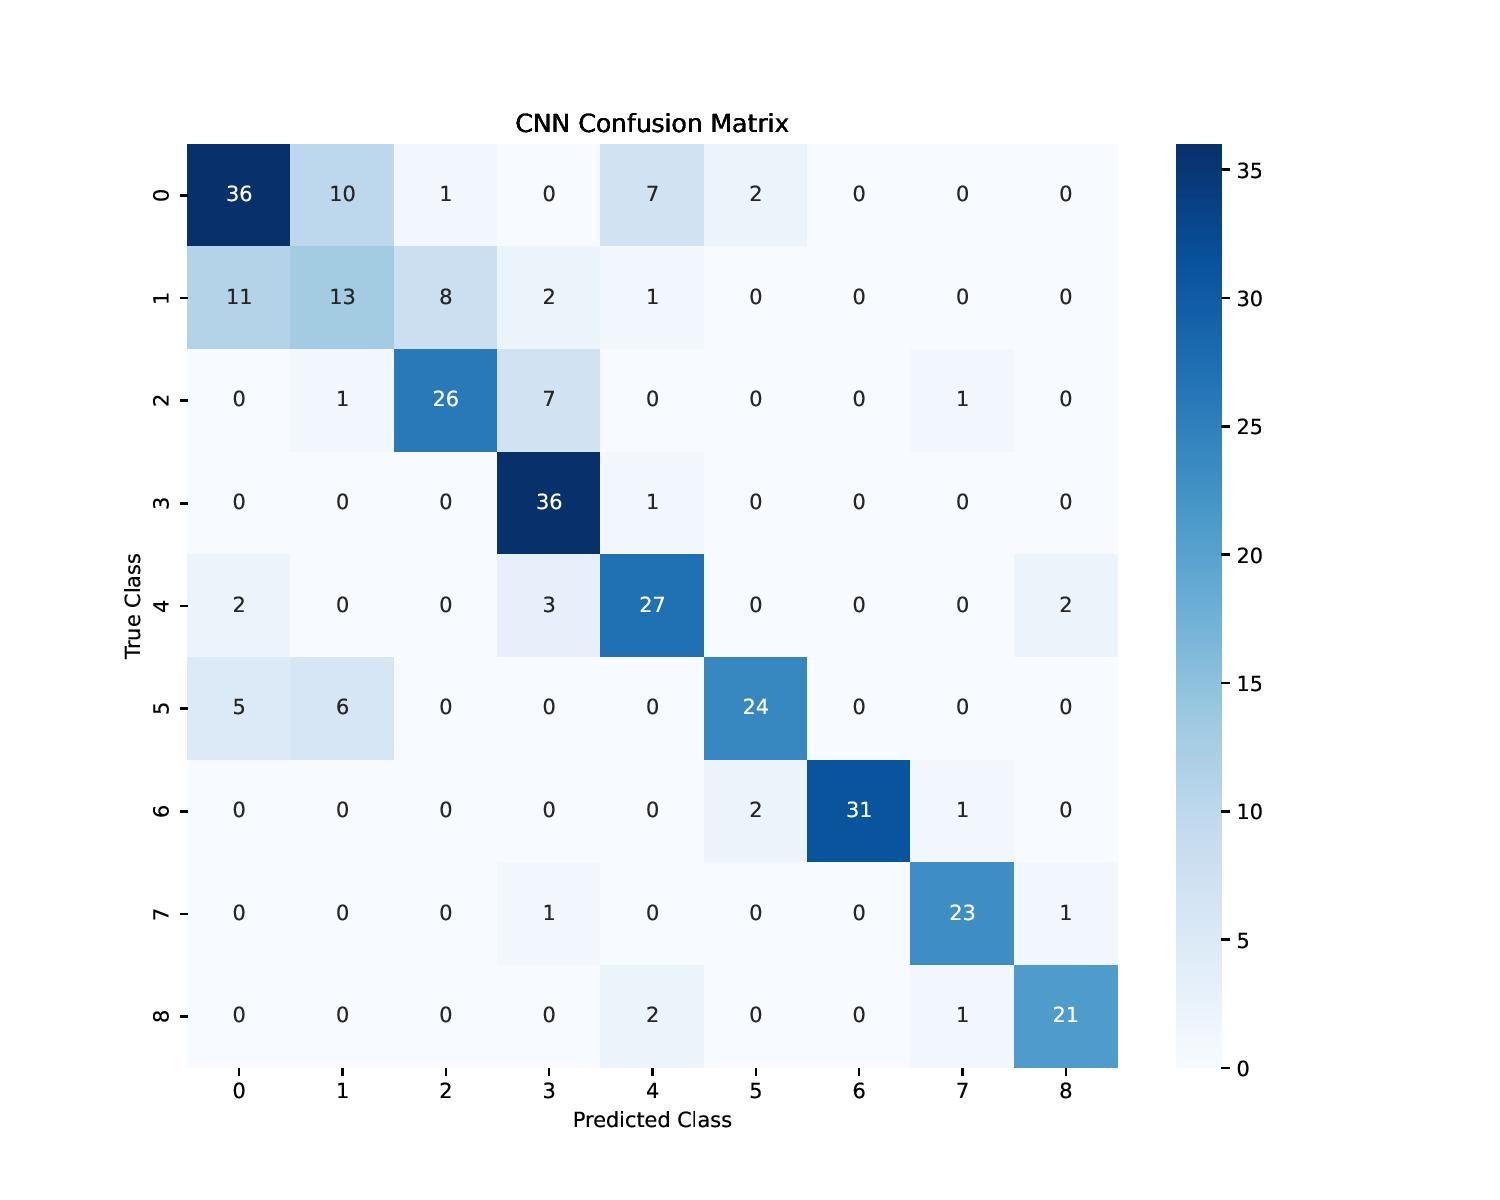 CNN Confusion Matrix
0 36 10 1 0 7 2 0 0 0
1 11 13 8 2 1 0 0 0 0
2 0 1 26 7 0 0 0 1 0
3 0 0 0 36 1 0 0 0 0
4 2 0 0 3 27 0 0 0 2
5 5 6 0 0 0 24 0 0 0
6 0 0 0 0 0 2 31 1 0
7 0 0 0 1 0 0 0 23 1
8 0 0 0 0 2 0 0 1 21
0 1 2 3 4 5 6 7 8
Predicted Class
True Class
35
30
25
20
15
10
5
0